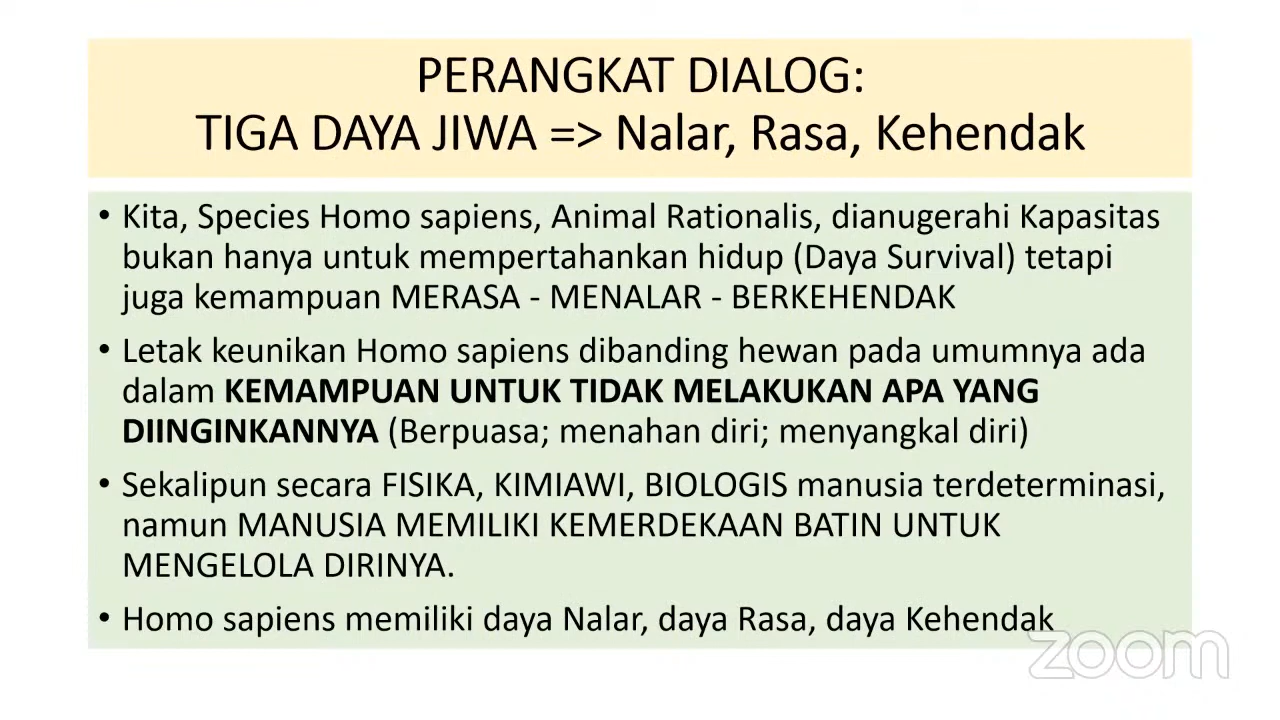 PERANGKAT DIALOG:
TIGA DAYA JIWA => Nalar, Rasa, Kehendak
• Kita, Species Homo sapiens, Animal Rationalis, dianugerahi Kapasitas
bukan hanya untuk mempertahankan hidup (Daya Survival) tetapi
juga kemampuan MERASA - MENALAR - BERKEHENDAK
• Letak keunikan Homo sapiens dibanding hewan pada umumnya ada
dalam KEMAMPUAN UNTUK TIDAK MELAKUKAN APA YANG
DIINGINKANNYA (Berpuasa; menahan diri; menyangkal diri)
• Sekalipun secara FISIKA, KIMIAWI, BIOLOGIS manusia terdeterminasi,
namun MANUSIA MEMILIKI KEMERDEKAAN BATIN UNTUK
MENGELOLA DIRINYA.
• Homo sapiens memiliki daya Nalar, daya Rasa, daya Kehendak
zoom